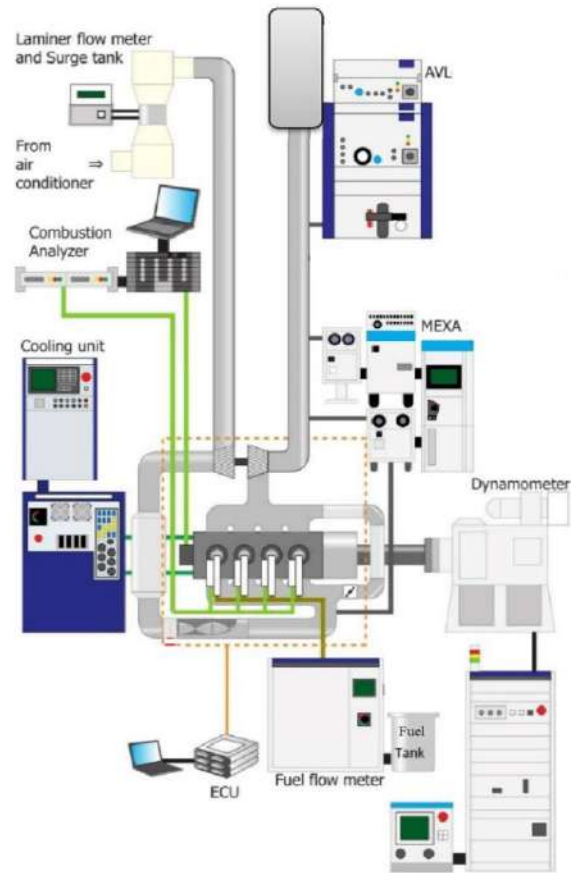 Laminer flow meter
and Surge tank
AVL
From
air
conditioner
⇒
Combustion
Analyzer
MEXA
Cooling unit
Dynamometer
Fuel
Tank
Fuel flow meter
ECU